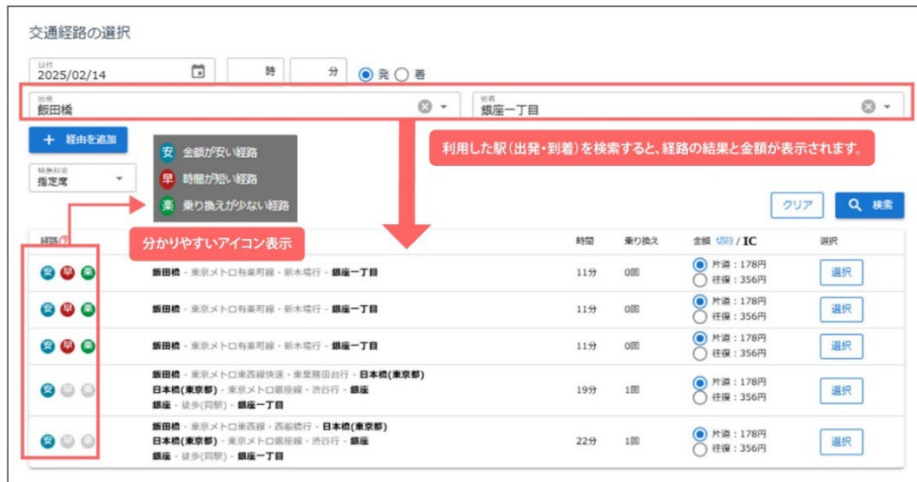 交通経路の選択
日付
2025/02/14
時
分
発
着
出発
飯田橋
到着
銀座一丁目
+ 経由を追加
利用した駅(出発・到着)を検索すると、経路の結果と金額が表示されます。
安 金額が安い経路
早 時間が短い経路
楽 乗り換えが少ない経路
特急料金
指定席
分かりやすいアイコン表示
クリア
検索
経路 時間 乗り換え 金額 切符 / IC 選択
安 早 楽 飯田橋 - 東京メトロ有楽町線・新木場行 - 銀座一丁目 11分 0回 片道:178円 選択
往復:356円
安 早 楽 飯田橋 - 東京メトロ有楽町線・新木場行 - 銀座一丁目 11分 0回 片道:178円 選択
往復:356円
安 早 楽 飯田橋 - 東京メトロ有楽町線・新木場行 - 銀座一丁目 11分 0回 片道:178円 選択
往復:356円
飯田橋 - 東京メトロ東西線快速・東葉勝田台行 - 日本橋(東京都)
安 早 楽 日本橋(東京都) - 東京メトロ銀座線・渋谷行 - 銀座 19分 1回 片道:178円 選択
往復:356円
銀座 - 徒歩(同駅) - 銀座一丁目
飯田橋 - 東京メトロ東西線・西船橋行 - 日本橋(東京都)
安 早 楽 日本橋(東京都) - 東京メトロ銀座線・渋谷行 - 銀座 22分 1回 片道:178円 選択
往復:356円
銀座 - 徒歩(同駅) - 銀座一丁目